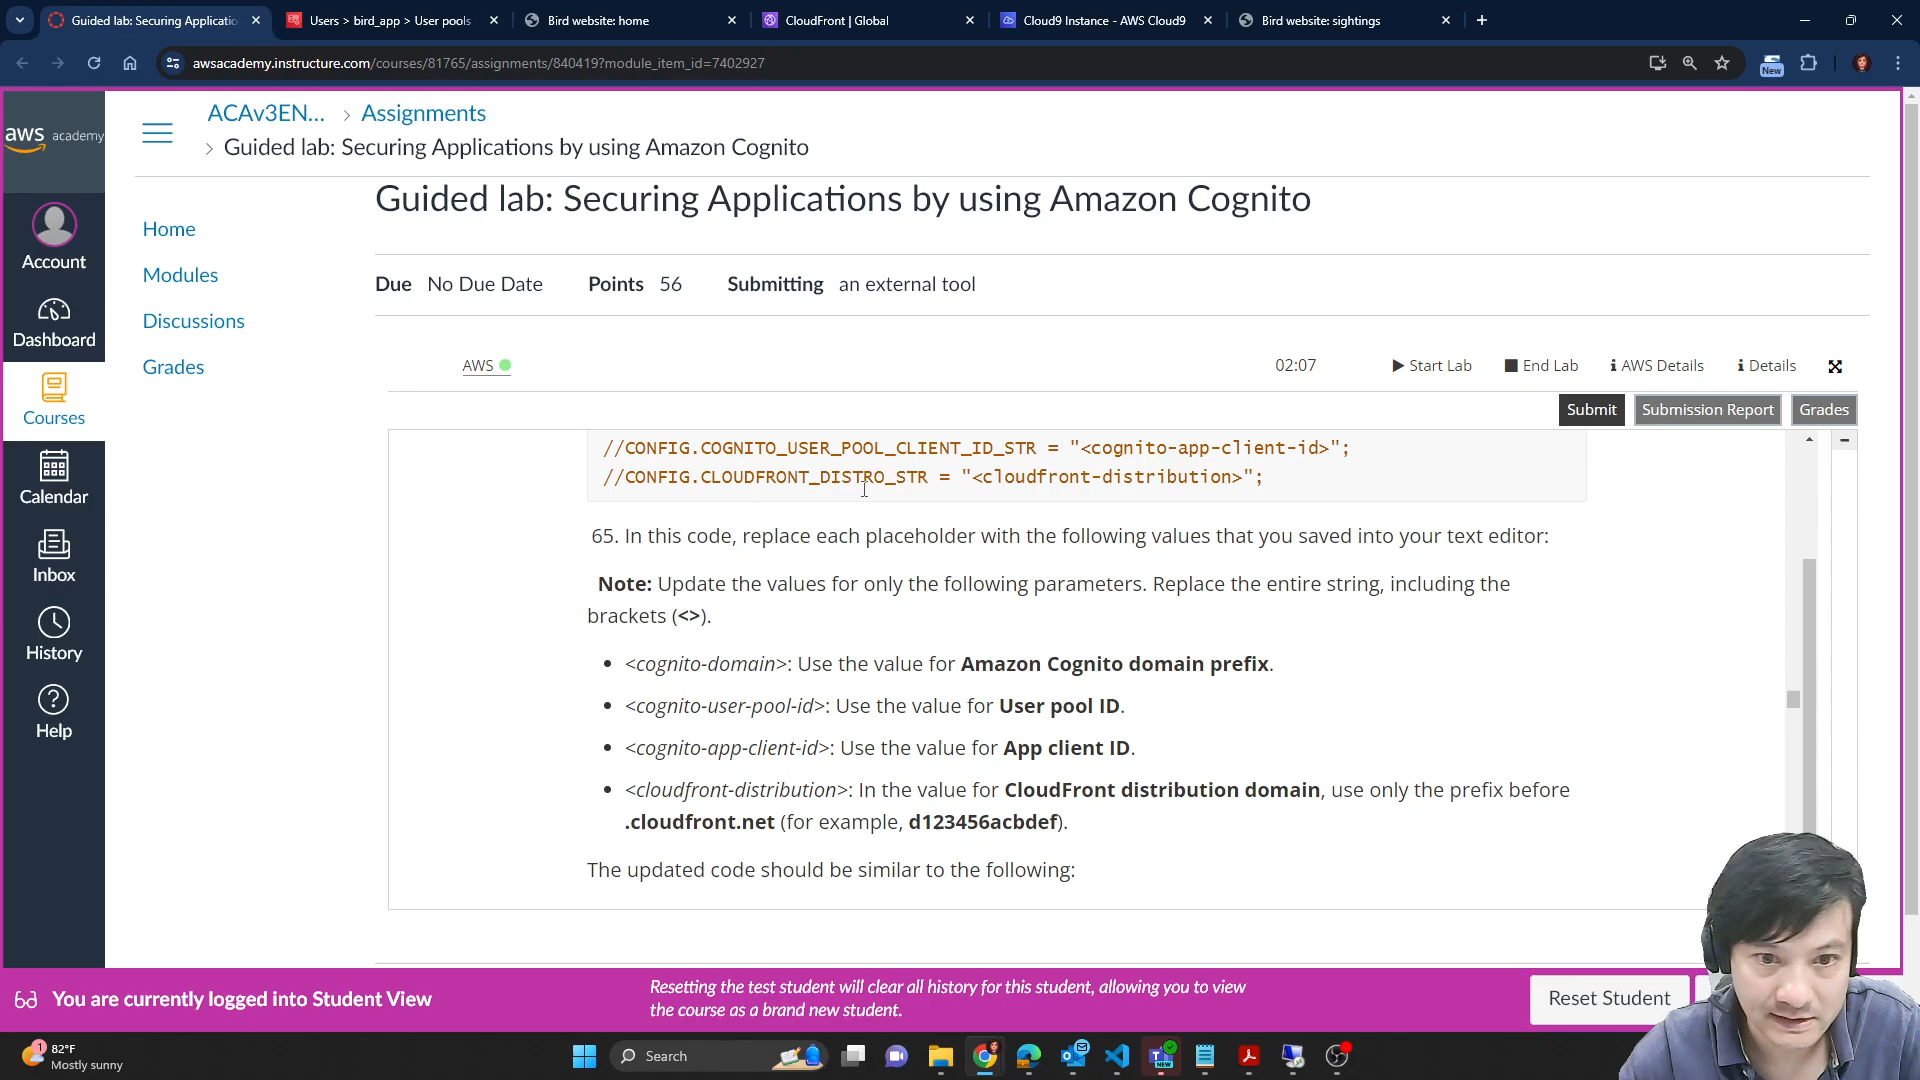 Guided lab: Securing Applicatio
Users > bird_app > User pools
Bird website: home
CloudFront | Global
Cloud9 Instance - AWS Cloud9
Bird website: sightings
awsacademy.instructure.com/courses/81765/assignments/840419?module_item_id=7402927
New
aws academy
ACAv3EN... > Assignments
> Guided lab: Securing Applications by using Amazon Cognito
Account
Dashboard
Courses
Calendar
Inbox
History
Help
Home
Modules
Discussions
Grades
Guided lab: Securing Applications by using Amazon Cognito
Due No Due Date Points 56 Submitting an external tool
AWS 02:07 Start Lab End Lab AWS Details Details
Submit Submission Report Grades
//CONFIG.COGNITO_USER_POOL_CLIENT_ID_STR = "<cognito-app-client-id>";
//CONFIG.CLOUDFRONT_DISTRO_STR = "<cloudfront-distribution>";
65. In this code, replace each placeholder with the following values that you saved into your text editor:
Note: Update the values for only the following parameters. Replace the entire string, including the
brackets (<>).
• <cognito-domain>: Use the value for Amazon Cognito domain prefix.
• <cognito-user-pool-id>: Use the value for User pool ID.
• <cognito-app-client-id>: Use the value for App client ID.
• <cloudfront-distribution>: In the value for CloudFront distribution domain, use only the prefix before
.cloudfront.net (for example, d123456acbdef).
The updated code should be similar to the following:
You are currently logged into Student View
Resetting the test student will clear all history for this student, allowing you to view
the course as a brand new student.
Reset Student
1
82°F
Mostly sunny
Search
NEW